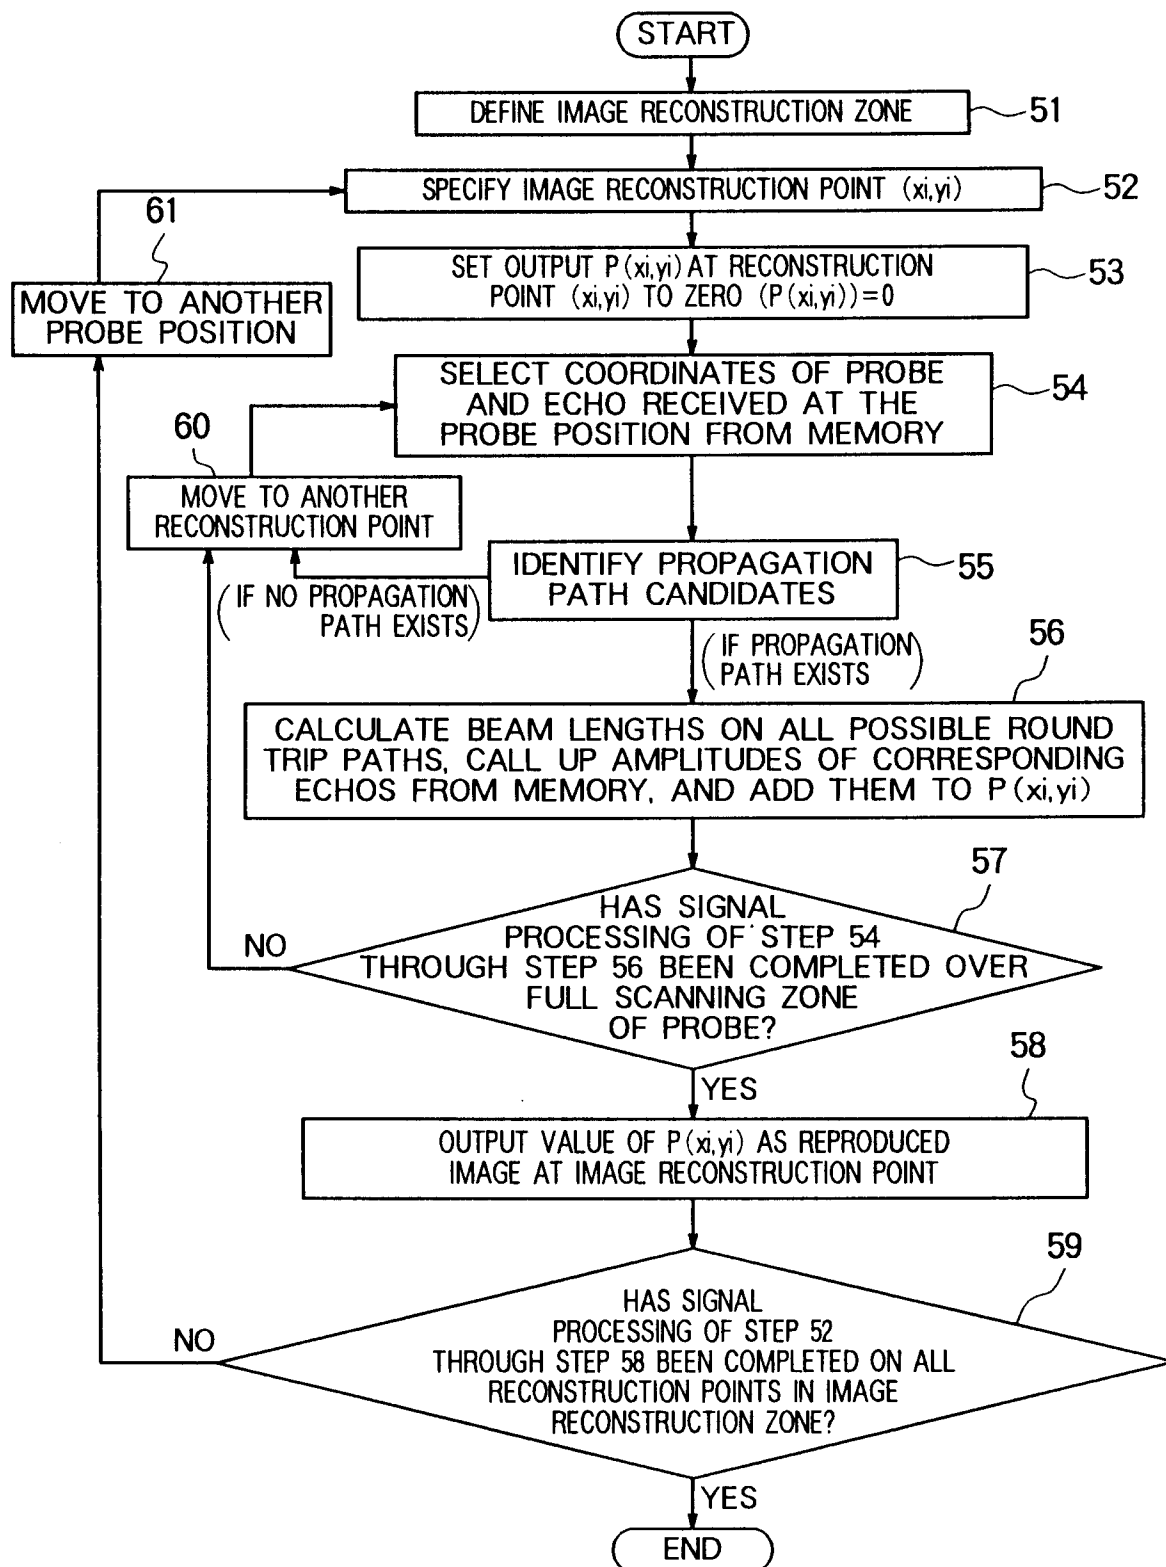 START
DEFINE IMAGE RECONSTRUCTION ZONE
51
SPECIFY IMAGE RECONSTRUCTION POINT (xi,yi)
52
61
MOVE TO ANOTHER
PROBE POSITION
SET OUTPUT P(xi,yi) AT RECONSTRUCTION
POINT (xi,yi) TO ZERO (P(xi,yi))=0
53
SELECT COORDINATES OF PROBE
AND ECHO RECEIVED AT THE
PROBE POSITION FROM MEMORY
54
60
MOVE TO ANOTHER
RECONSTRUCTION POINT
IDENTIFY PROPAGATION
PATH CANDIDATES
55
(IF NO PROPAGATION
PATH EXISTS)
(IF PROPAGATION
PATH EXISTS)
56
CALCULATE BEAM LENGTHS ON ALL POSSIBLE ROUND
TRIP PATHS, CALL UP AMPLITUDES OF CORRESPONDING
ECHOS FROM MEMORY, AND ADD THEM TO P(xi,yi)
57
HAS SIGNAL
PROCESSING OF STEP 54
THROUGH STEP 56 BEEN COMPLETED OVER
FULL SCANNING ZONE
OF PROBE?
NO
YES
58
OUTPUT VALUE OF P(xi,yi) AS REPRODUCED
IMAGE AT IMAGE RECONSTRUCTION POINT
59
HAS SIGNAL
PROCESSING OF STEP 52
THROUGH STEP 58 BEEN COMPLETED ON ALL
RECONSTRUCTION POINTS IN IMAGE
RECONSTRUCTION ZONE?
NO
YES
END